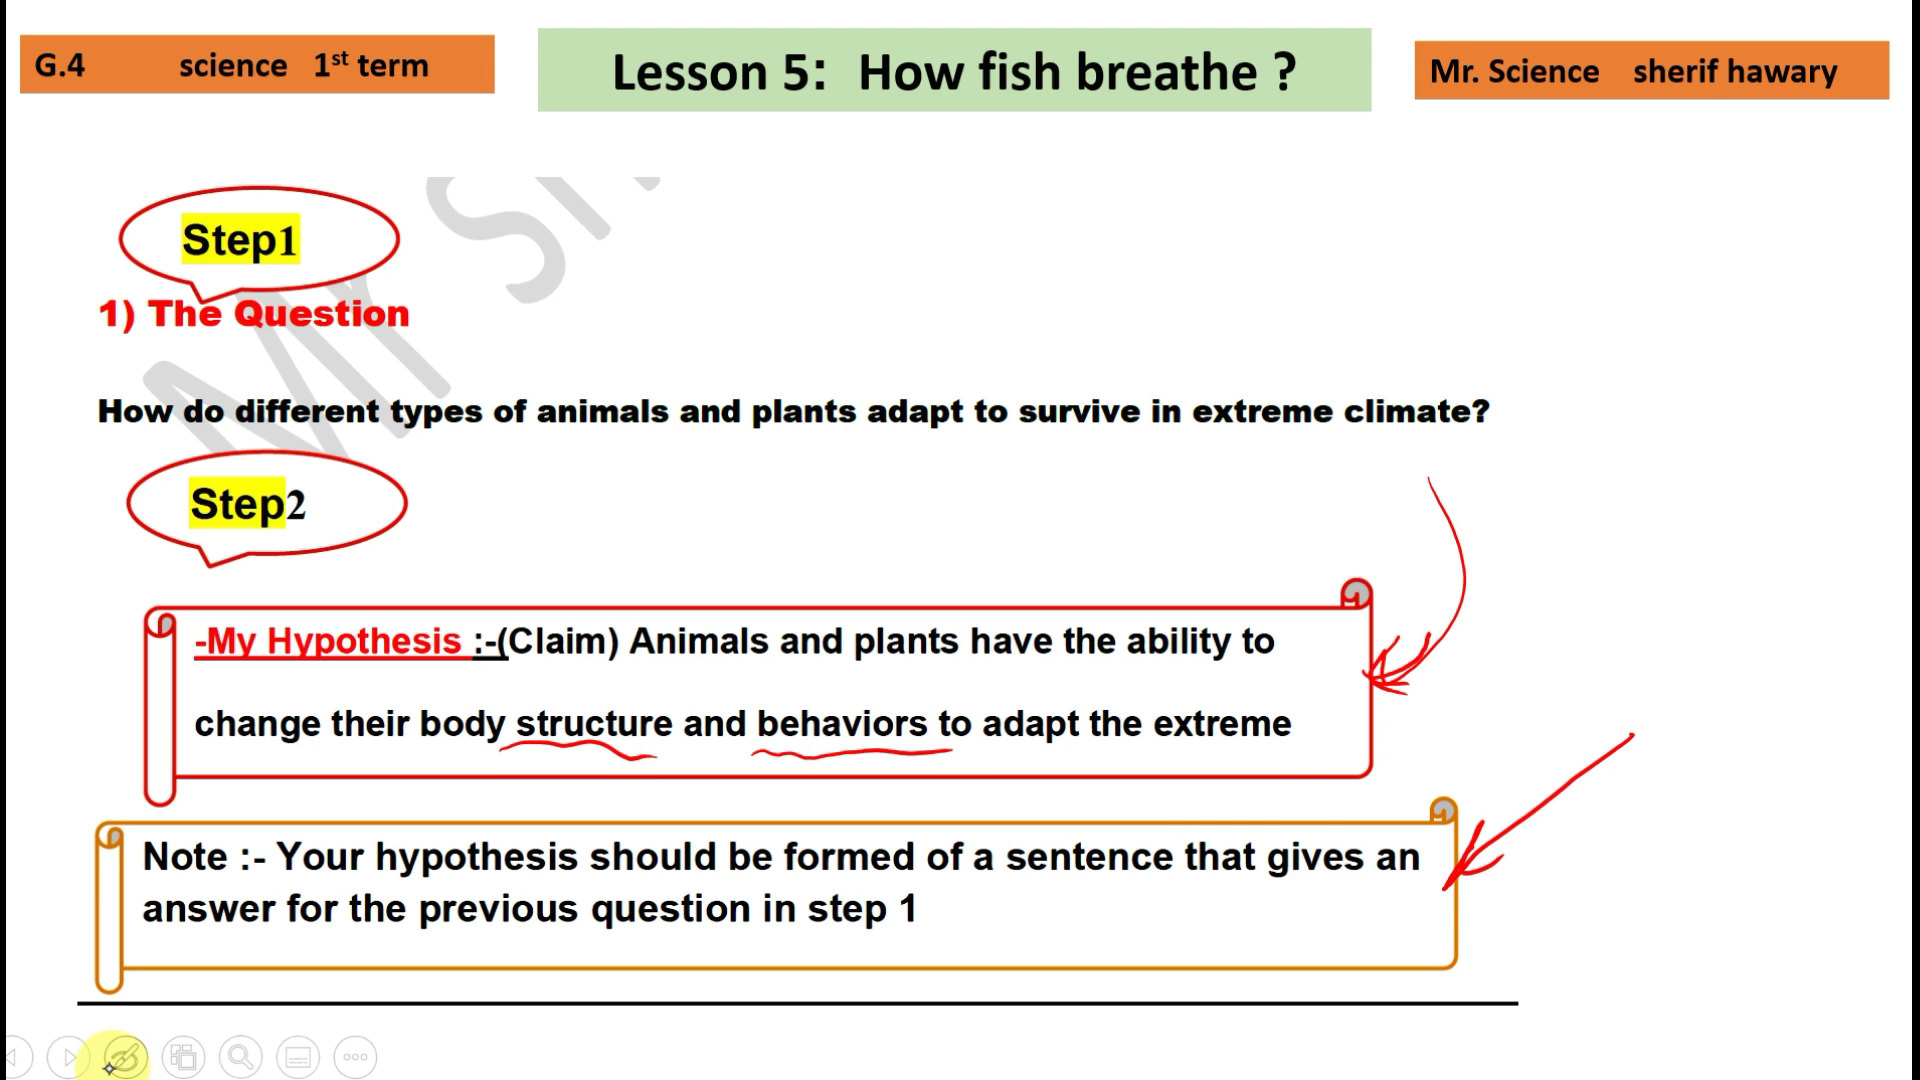 G.4 science 1st term
Lesson 5: How fish breathe ?
Mr. Science sherif hawary
Step1
1) The Question
How do different types of animals and plants adapt to survive in extreme climate?
Step2
-My Hypothesis :-(Claim) Animals and plants have the ability to
change their body structure and behaviors to adapt the extreme
Note :- Your hypothesis should be formed of a sentence that gives an
answer for the previous question in step 1